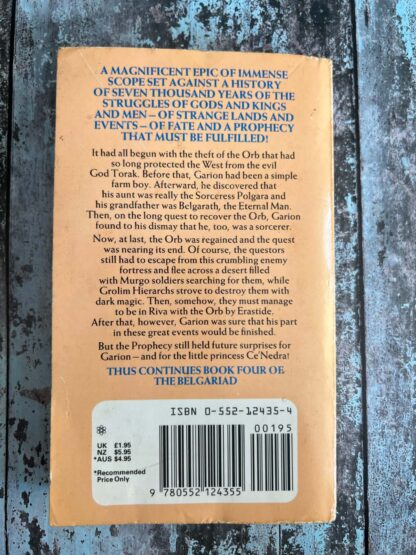 A MAGNIFICENT EPIC OF IMMENSE
SCOPE SET AGAINST A HISTORY
OF SEVEN THOUSAND YEARS OF THE
STRUGGLES OF GODS AND KINGS
AND MEN – OF STRANGE LANDS AND
EVENTS – OF FATE AND A PROPHECY
THAT MUST BE FULFILLED!
It had all begun with the theft of the Orb that had
so long protected the West from the evil
God Torak. Before that, Garion had been a simple
farm boy. Afterward, he discovered that
his aunt was really the Sorceress Polgara and
his grandfather was Belgarath, the Eternal Man.
Then, on the long quest to recover the Orb, Garion
found to his dismay that he, too, was a sorcerer.
Now, at last, the Orb was regained and the quest
was nearing its end. Of course, the questors
still had to escape from this crumbling enemy
fortress and flee across a desert filled
with Murgo soldiers searching for them, while
Grolim Hierarchs strove to destroy them with
dark magic. Then, somehow, they must manage
to be in Riva with the Orb by Erastide.
After that, however, Garion was sure that his part
in these great events would be finished.
But the Prophecy still held future surprises for
Garion – and for the little princess Ce'Nedra!
THUS CONTINUES BOOK FOUR OF
THE BELGARIAD
ISBN 0-552-12435-4
00195
UK £1.95
NZ $5.95
*AUS $4.95
*Recommended
Price Only
9 780552 124355